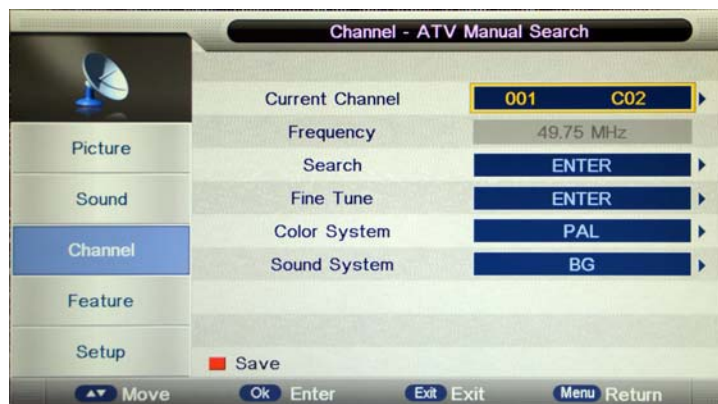 Channel - ATV Manual Search
Current Channel 001 C02
Frequency 49.75 MHz
Search ENTER
Fine Tune ENTER
Color System PAL
Sound System BG
Picture
Sound
Channel
Feature
Setup
Save
Move Ok Enter Exit Exit Menu Return